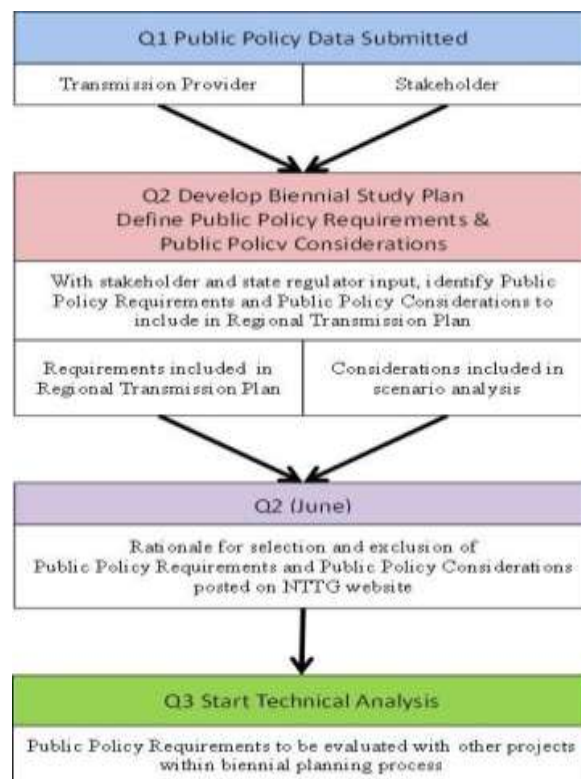 Q1 Public Policy Data Submitted
Transmission Provider
Stakeholder
Q2 Develop Biennial Study Plan
Define Public Policy Requirements &
Public Policy Considerations
With stakeholder and state regulator input, identify Public
Policy Requirements and Public Policy Considerations to
include in Regional Transmission Plan
Requirements included in
Regional Transmission Plan
Considerations included in
scenario analysis
Q2 (June)
Rationale for selection and exclusion of
Public Policy Requirements and Public Policy Considerations
posted on NTTG website
Q3 Start Technical Analysis
Public Policy Requirements to be evaluated with other projects
within biennial planning process